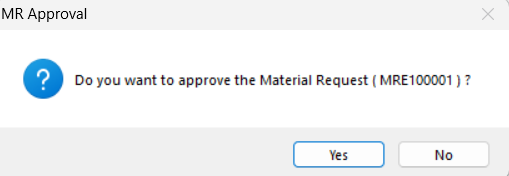 MR Approval
Do you want to approve the Material Request ( MRE100001 ) ?
Yes
No